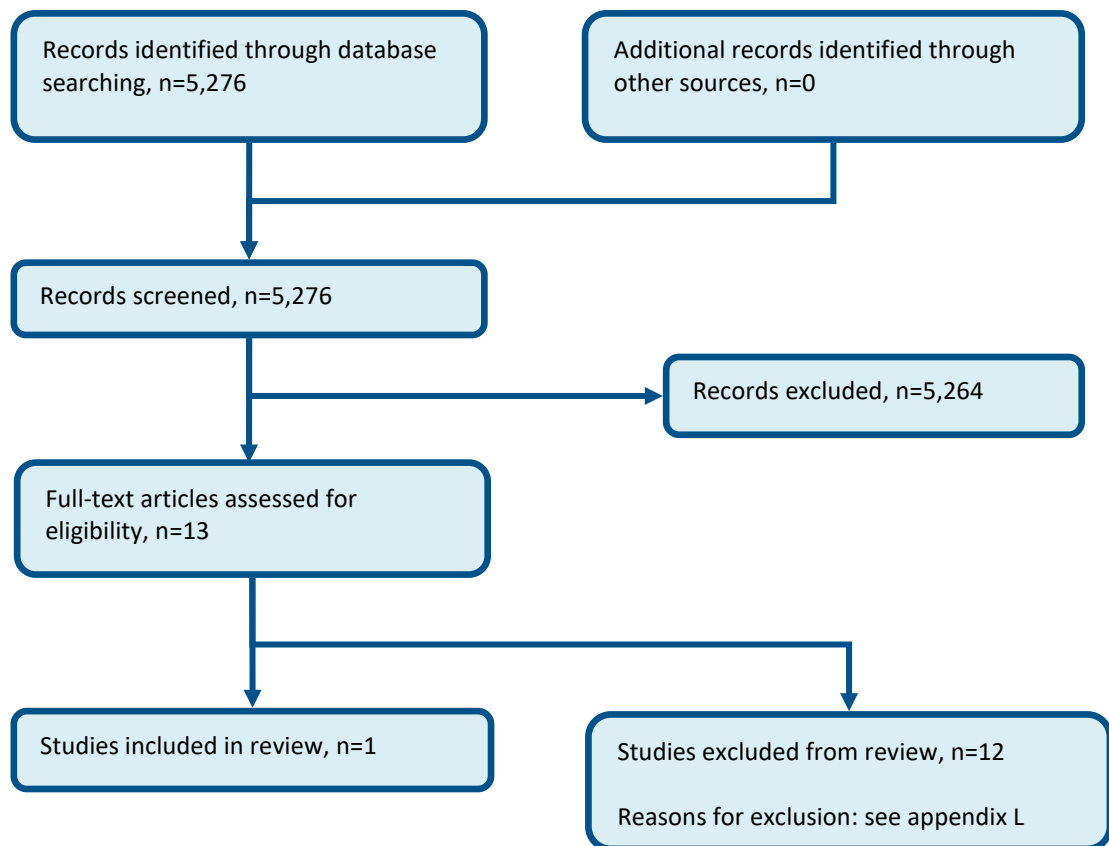 Records identified through database
searching, n=5,276
Additional records identified through
other sources, n=0
Records screened, n=5,276
Records excluded, n=5,264
Full-text articles assessed for
eligibility, n=13
Studies included in review, n=1
Studies excluded from review, n=12
Reasons for exclusion: see appendix L